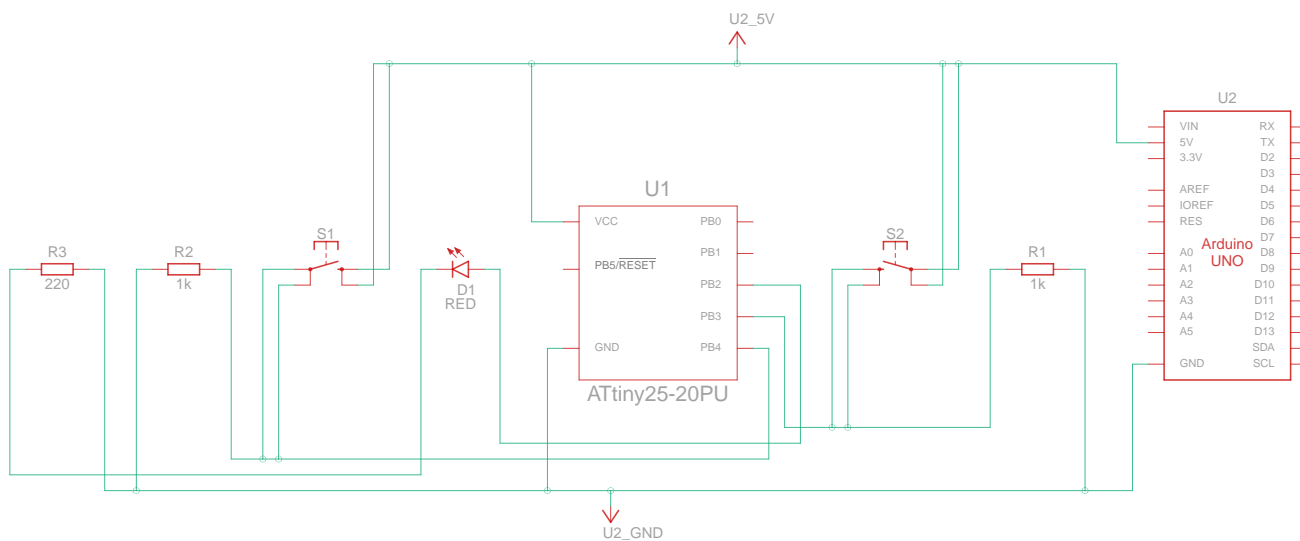 U2_5V
U2
VIN
RX
5V
TX
3.3V
D2
D3
AREF
D4
IOREF
D5
RES
D6
D7
Arduino
UNO
A0
D8
A1
D9
A2
D10
A3
D11
A4
D12
A5
D13
SDA
GND
SCL
U1
VCC
PB0
PB1
PB5/RESET
PB2
PB3
GND
PB4
ATtiny25-20PU
R3
220
R2
1k
S1
D1
RED
S2
R1
1k
U2_GND